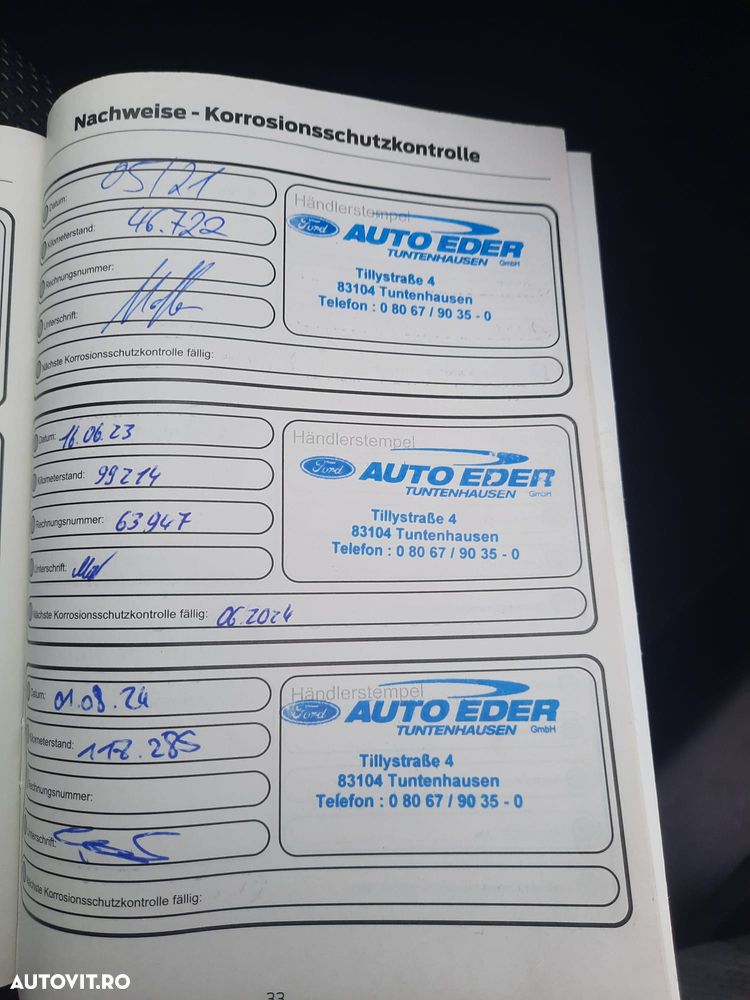 Nachweise - Korrosionsschutzkontrolle
Datum: 05/21
Kilometerstand: 46.722
Rechnungsnummer:
Unterschrift:
Nächste Korrosionsschutzkontrolle fällig:
Händlerstempel
Ford AUTO EDER
TUNTENHAUSEN GmbH
Tillystraße 4
83104 Tuntenhausen
Telefon : 0 80 67 / 90 35 - 0
Datum: 16.06.23
Kilometerstand: 99214
Rechnungsnummer: 63947
Unterschrift:
Nächste Korrosionsschutzkontrolle fällig: 06.2024
Händlerstempel
Ford AUTO EDER
TUNTENHAUSEN GmbH
Tillystraße 4
83104 Tuntenhausen
Telefon : 0 80 67 / 90 35 - 0
Datum: 01.08.24
Kilometerstand: 118.285
Rechnungsnummer:
Unterschrift:
Nächste Korrosionsschutzkontrolle fällig:
Händlerstempel
Ford AUTO EDER
TUNTENHAUSEN GmbH
Tillystraße 4
83104 Tuntenhausen
Telefon : 0 80 67 / 90 35 - 0
33
AUTOVIT.RO